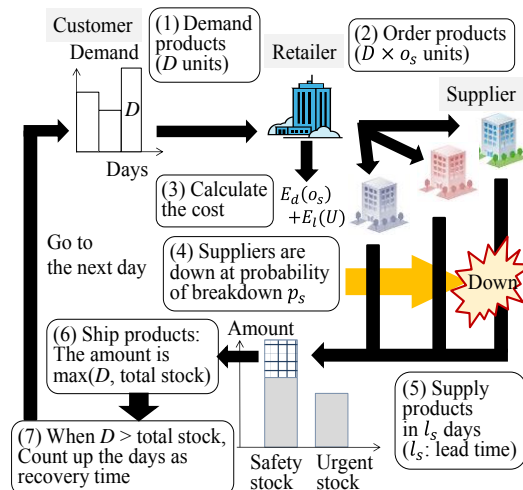 Customer
Demand
D
Days
(1) Demand
products
(D units)
Retailer
(2) Order products
(D × o_s units)
Supplier
(3) Calculate
the cost
E_d(o_s)
+E_l(U)
Go to
the next day
(4) Suppliers are
down at probability
of breakdown p_s
Down
(5) Supply
products
in l_s days
(l_s: lead time)
Amount
Safety
stock
Urgent
stock
(6) Ship products:
The amount is
max(D, total stock)
(7) When D > total stock,
Count up the days as
recovery time